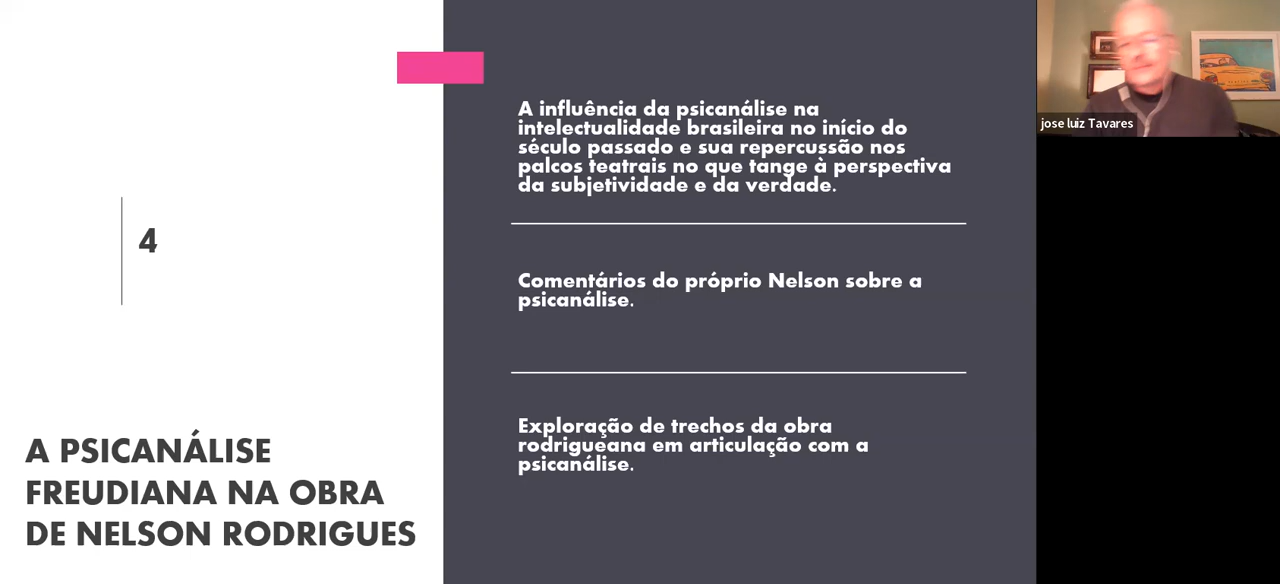 4
A PSICANÁLISE
FREUDIANA NA OBRA
DE NELSON RODRIGUES
A influência da psicanálise na
intelectualidade brasileira no início do
século passado e sua repercussão nos
palcos teatrais no que tange à perspectiva
da subjetividade e da verdade.
Comentários do próprio Nelson sobre a
psicanálise.
Exploração de trechos da obra
rodrigueana em articulação com a
psicanálise.
jose luiz Tavares